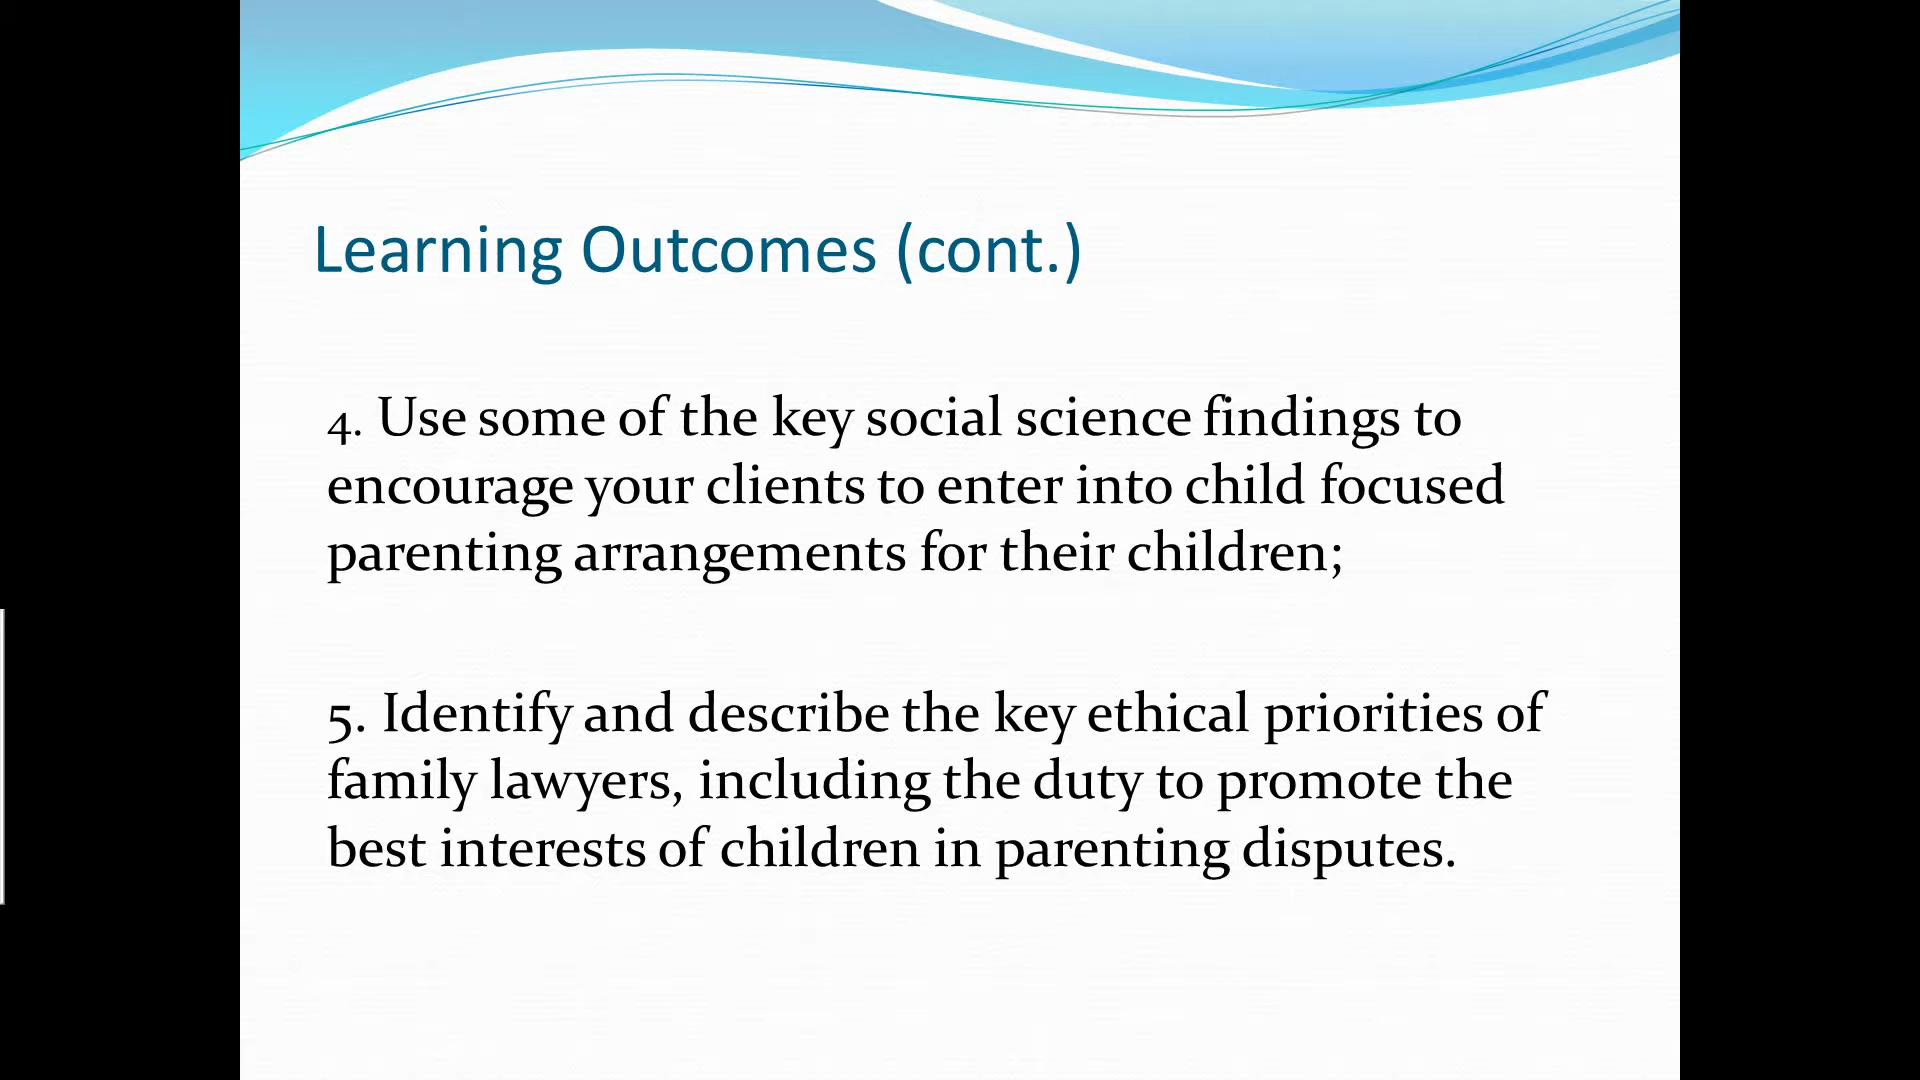 Learning Outcomes (cont.)
4. Use some of the key social science findings to
encourage your clients to enter into child focused
parenting arrangements for their children;
5. Identify and describe the key ethical priorities of
family lawyers, including the duty to promote the
best interests of children in parenting disputes.